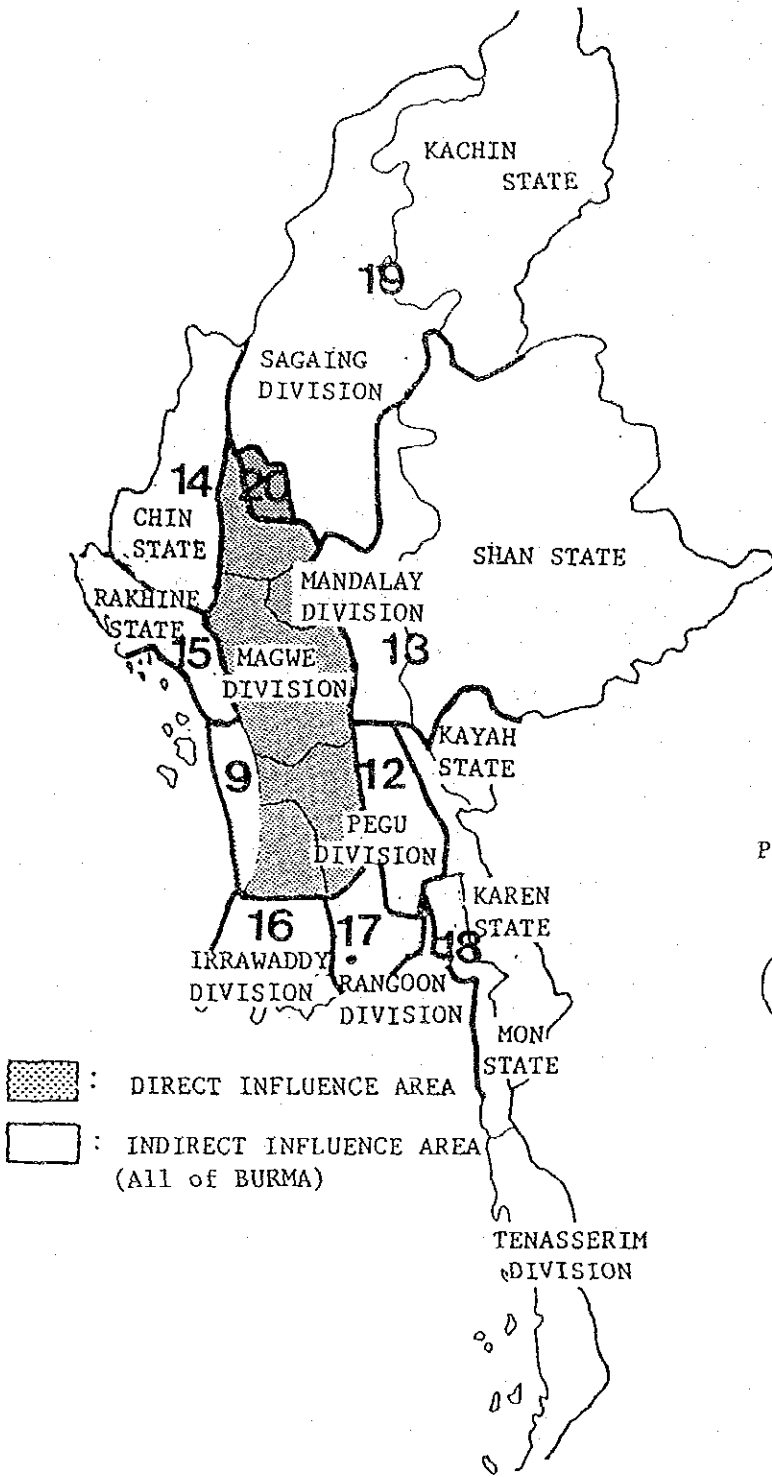 KACHIN
STATE
19
SAGAING
DIVISION
14
20
CHIN
STATE
SHAN STATE
MANDALAY
DIVISION
RAKHINE
STATE
15
13
MAGWE
DIVISION
KAYAH
STATE
9
12
PEGU
DIVISION
P
KAREN
STATE
16
17
18
IRRAWADDY
DIVISION
RANGOON
DIVISION
MON
STATE
: DIRECT INFLUENCE AREA
: INDIRECT INFLUENCE AREA
(All of BURMA)
TENASSERIM
DIVISION